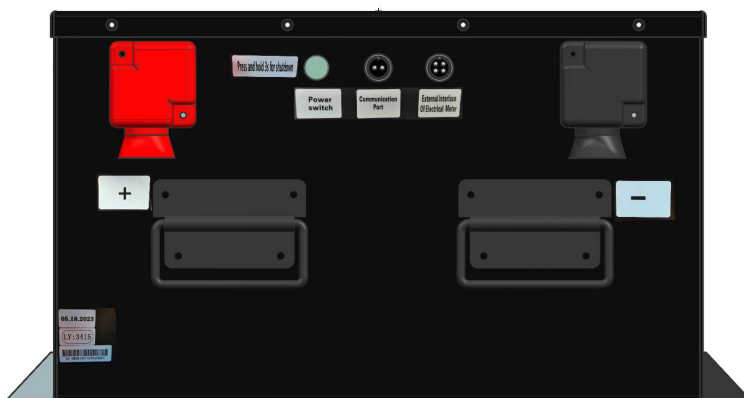 Press and hold 3s for shutdown
Power
switch
Communication
Port
External Interface
Of Electrical Meter
+
-
05.18.2023
LY:3415